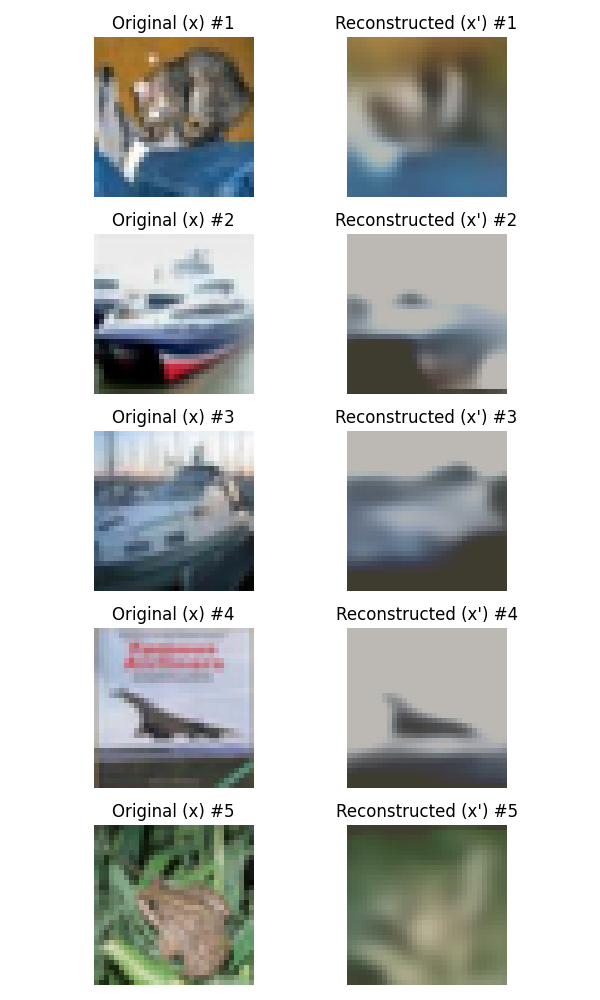 Original (x) #1
Reconstructed (x') #1
Original (x) #2
Reconstructed (x') #2
Original (x) #3
Reconstructed (x') #3
Original (x) #4
Reconstructed (x') #4
Airliners
Original (x) #5
Reconstructed (x') #5